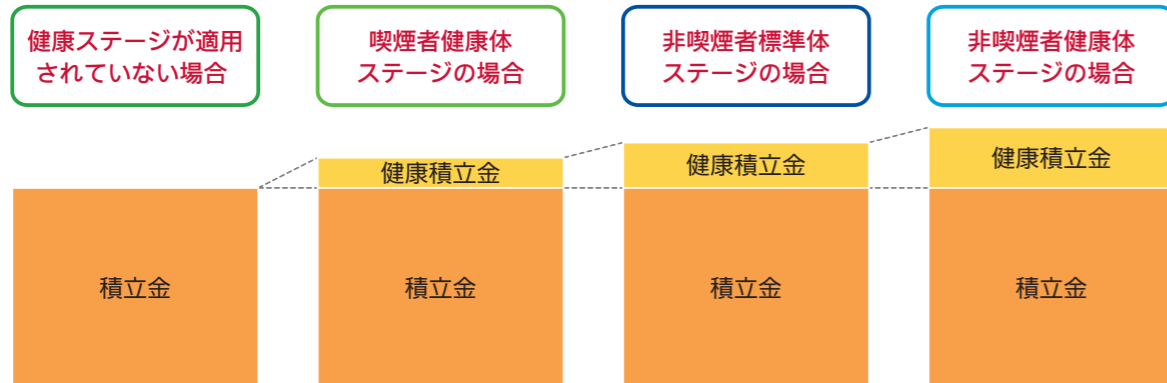 健康ステージが適用
されていない場合
喫煙者健康体
ステージの場合
非喫煙者標準体
ステージの場合
非喫煙者健康体
ステージの場合
健康積立金
健康積立金
健康積立金
積立金
積立金
積立金
積立金